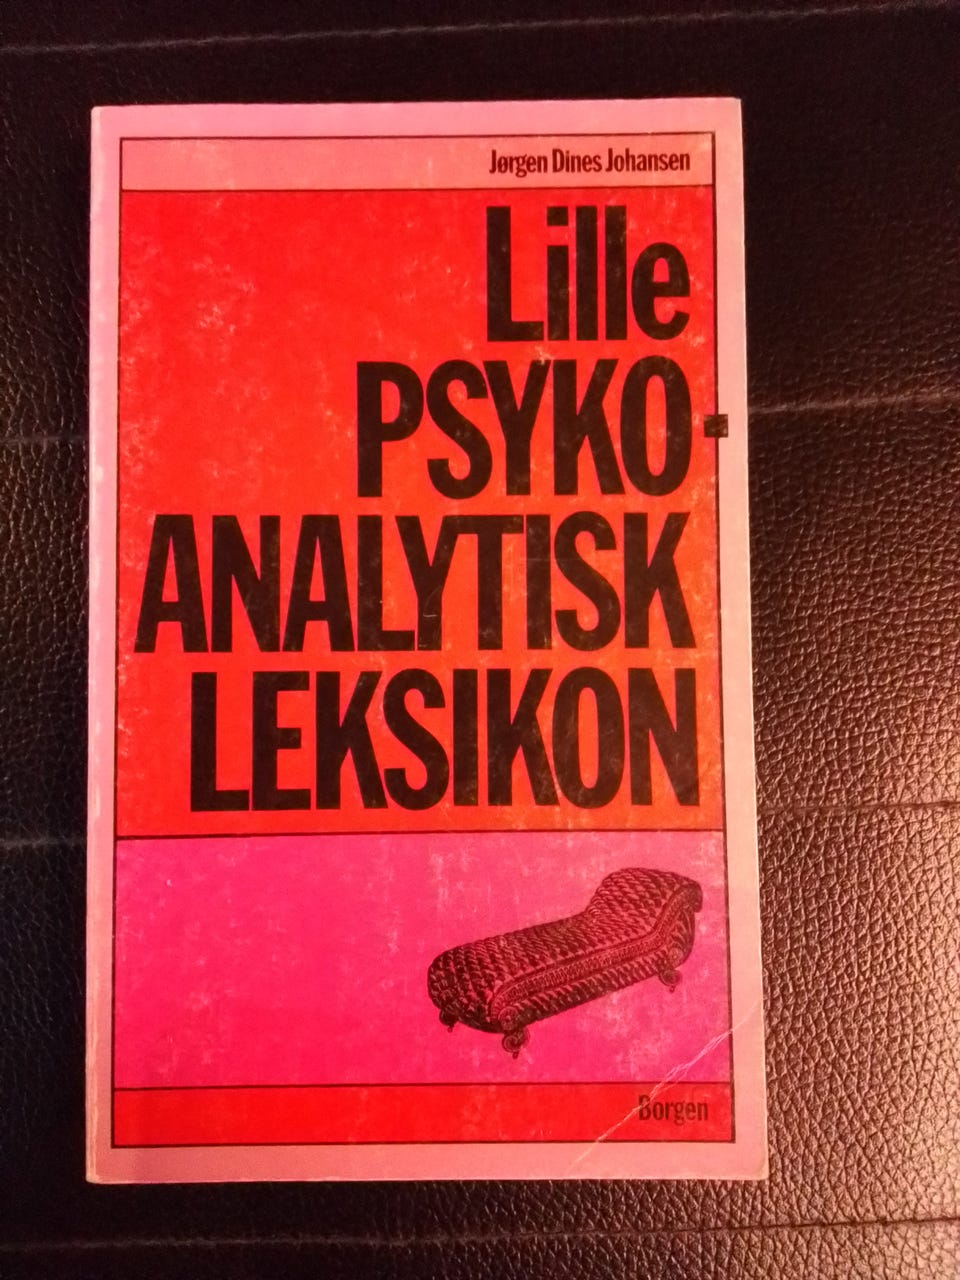 Jørgen Dines Johansen
Lille
PSYKO-
ANALYTISK
LEKSIKON
Borgen